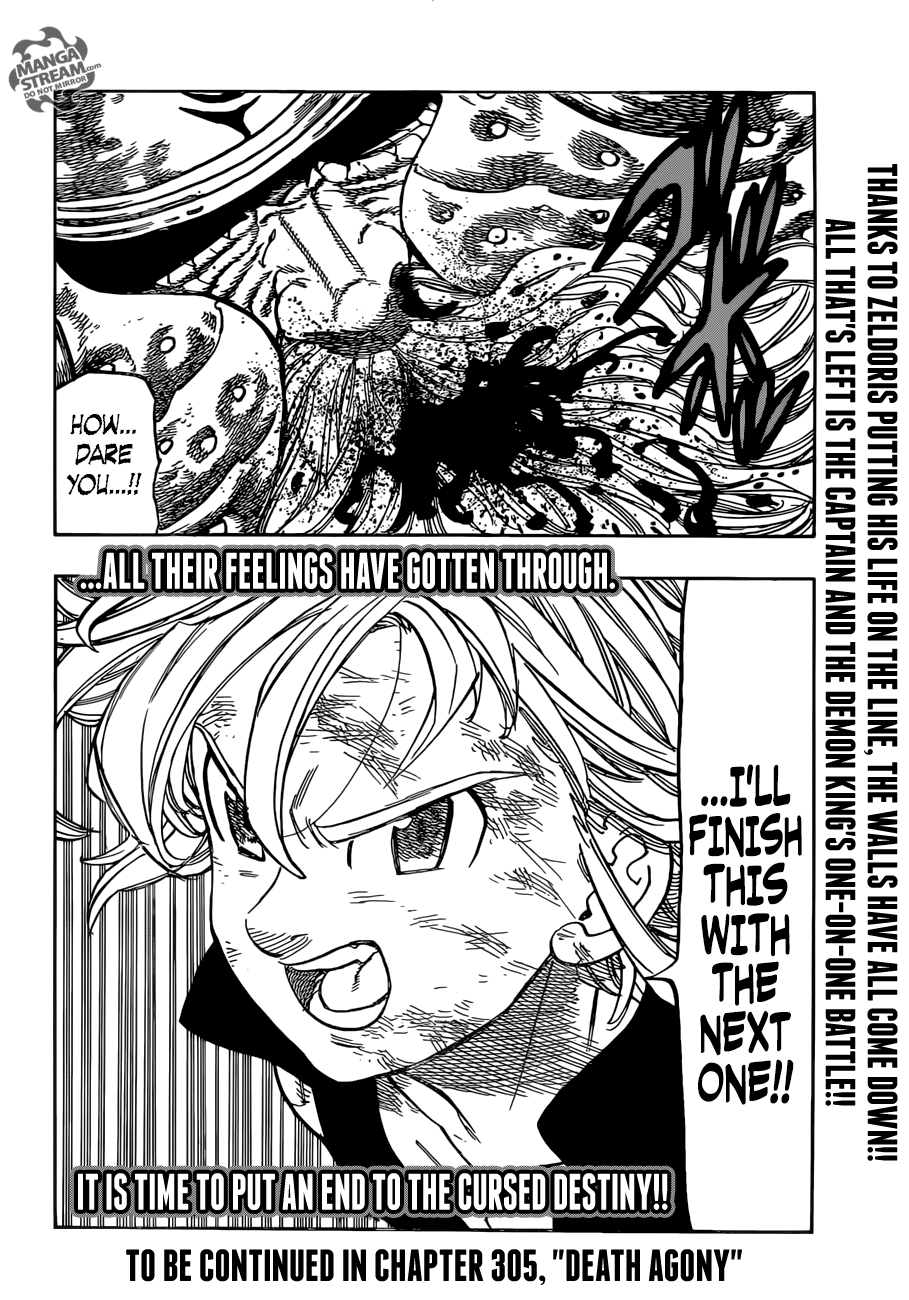 MANGA
STREAM.com
DO NOT MIRROR
HOW...
DARE
YOU...!!
...ALL THEIR FEELINGS HAVE GOTTEN THROUGH.
...I'LL
FINISH
THIS
WITH
THE
NEXT
ONE!!
IT IS TIME TO PUT AN END TO THE CURSED DESTINY!!
THANKS TO ZELDORIS PUTTING HIS LIFE ON THE LINE, THE WALLS HAVE ALL COME DOWN!!
ALL THAT'S LEFT IS THE CAPTAIN AND THE DEMON KING'S ONE-ON-ONE BATTLE!!
TO BE CONTINUED IN CHAPTER 305, "DEATH AGONY"